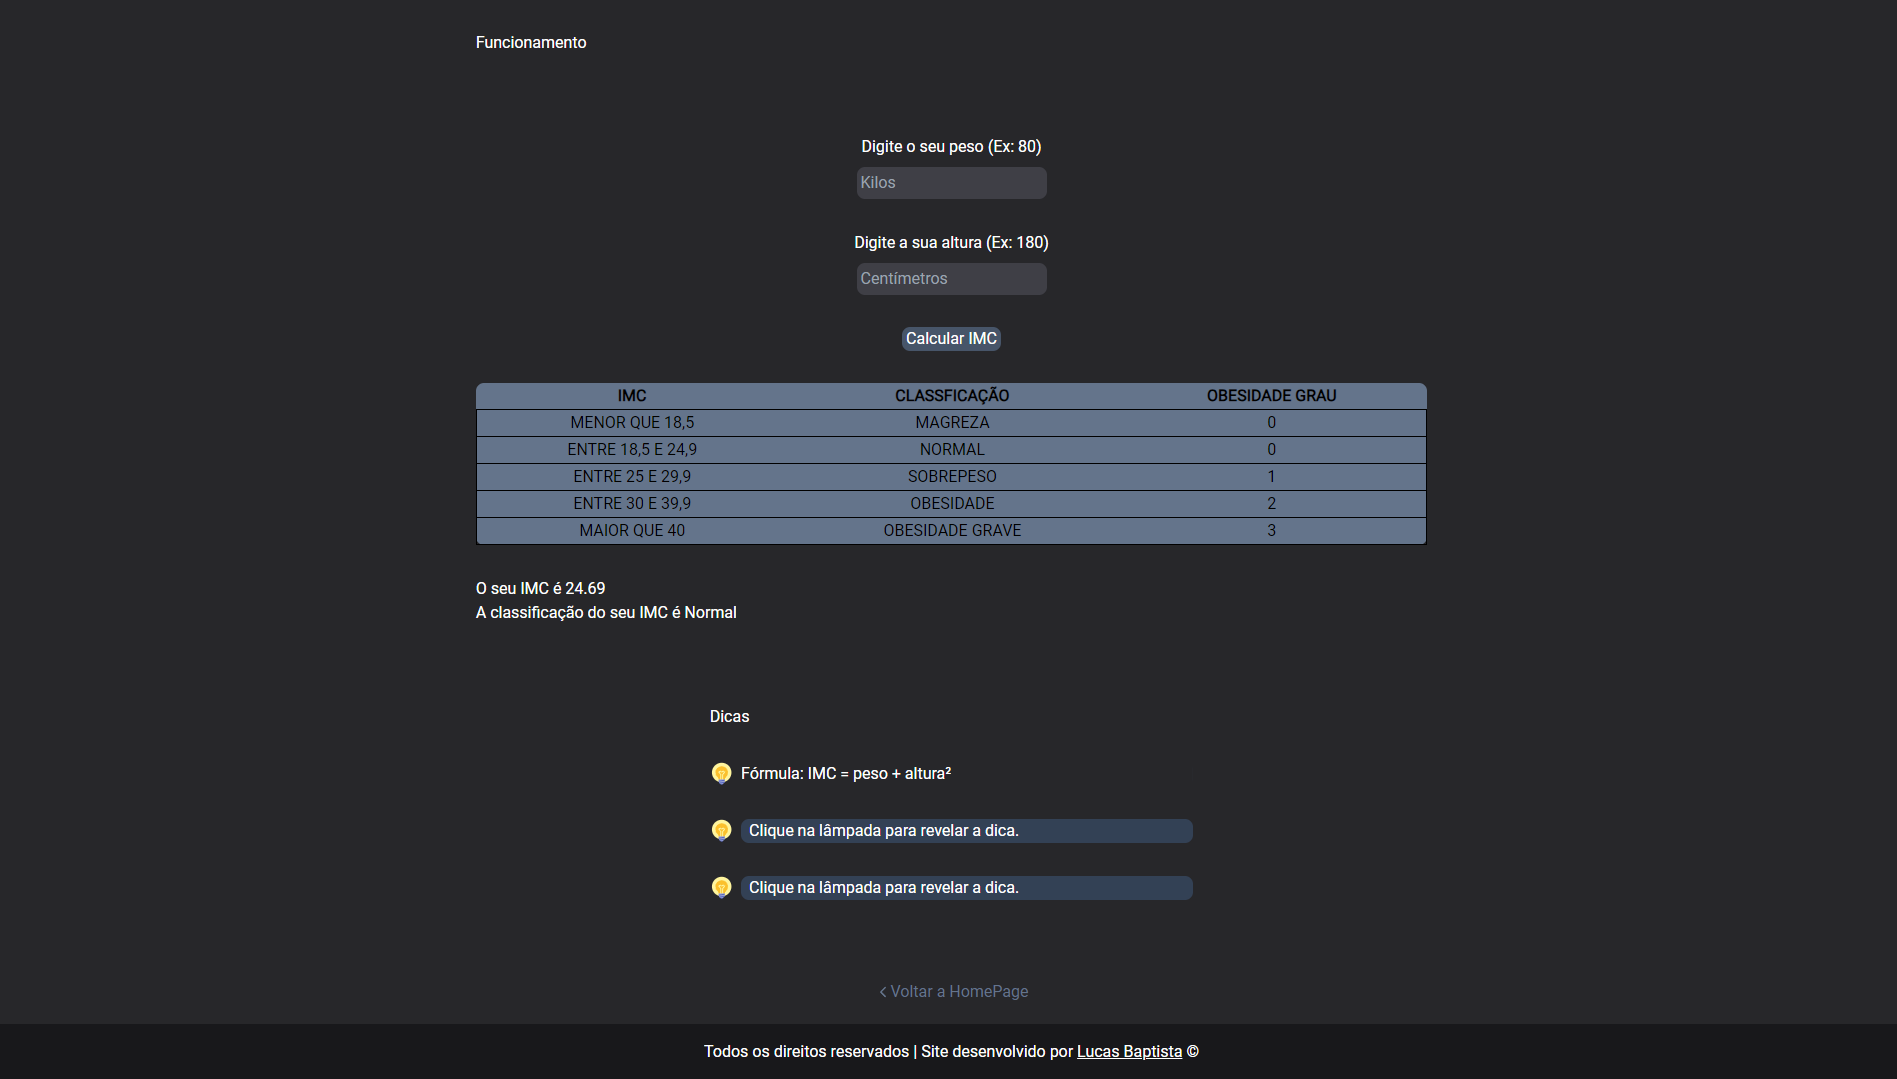 Funcionamento
Digite o seu peso (Ex: 80)
Kilos
Digite a sua altura (Ex: 180)
Centímetros
Calcular IMC
IMC CLASSFICAÇÃO OBESIDADE GRAU
MENOR QUE 18,5 MAGREZA 0
ENTRE 18,5 E 24,9 NORMAL 0
ENTRE 25 E 29,9 SOBREPESO 1
ENTRE 30 E 39,9 OBESIDADE 2
MAIOR QUE 40 OBESIDADE GRAVE 3
O seu IMC é 24.69
A classificação do seu IMC é Normal
Dicas
Fórmula: IMC = peso + altura²
Clique na lâmpada para revelar a dica.
Clique na lâmpada para revelar a dica.
Voltar a HomePage
Todos os direitos reservados | Site desenvolvido por Lucas Baptista ©